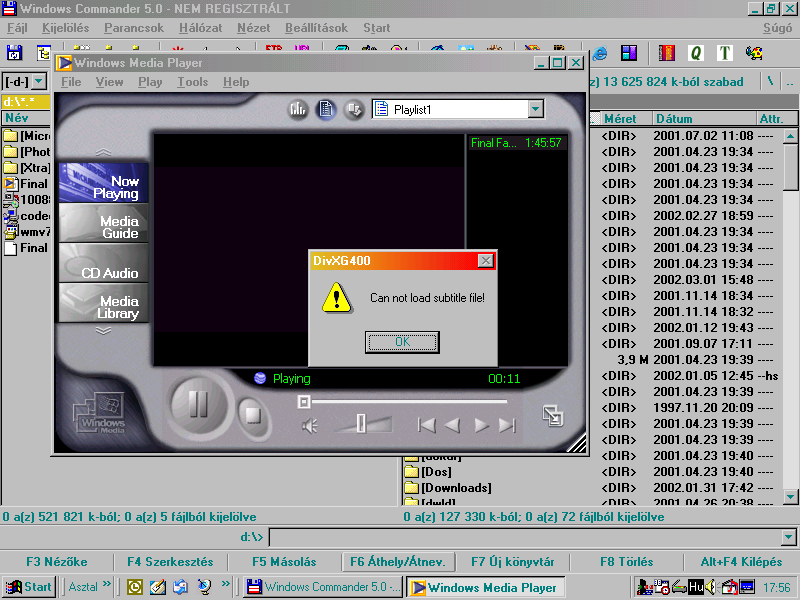 Windows Commander 5.0 - NEM REGISZTRÁLT
Fájl Kijelölés Parancsok Hálózat Nézet Beállítások Start Súgó
Windows Media Player
File View Play Tools Help
[-d-]
z) 13 625 824 k-ból szabad \ ..
d:\*.*
Név
Méret Dátum Attr.
Playlist1
Final Fa... 1:45:57
Now
Playing
Media
Guide
CD Audio
Media
Library
[Micr
[Phot
[Xtra]
Final
1008
codec
wmv7
Final
DivXG400
Can not load subtitle file!
OK
Playing 00:11
Windows
Media
<DIR> 2001.07.02 11:08 ----
<DIR> 2001.04.23 19:34 ----
<DIR> 2001.04.23 19:34 ----
<DIR> 2001.04.23 19:34 ----
<DIR> 2001.04.23 19:34 ----
<DIR> 2002.02.27 18:59 ----
<DIR> 2001.04.23 19:34 ----
<DIR> 2001.04.23 19:34 ----
<DIR> 2001.04.23 19:34 ----
<DIR> 2002.03.01 15:48 ----
<DIR> 2001.11.14 18:34 ----
<DIR> 2001.11.14 18:32 ----
<DIR> 2002.01.12 19:43 ----
<DIR> 2001.09.07 17:11 ----
3,9 M 2001.04.23 19:39 ----
<DIR> 2002.01.05 12:45 --hs
<DIR> 2001.04.23 19:39 ----
<DIR> 1997.11.20 20:09 ----
<DIR> 2001.04.23 19:39 ----
<DIR> 2001.04.23 19:39 ----
<DIR> 2001.04.23 19:40 ----
[Dos] <DIR> 2001.04.23 19:40 ----
[Downloads] <DIR> 2002.01.31 17:42 ----
[dwld] <DIR> 2001.04.26 20:38 ----
0 a(z) 521 821 k-ból; 0 a(z) 5 fájlból kijelölve
0 a(z) 127 330 k-ból; 0 a(z) 72 fájlból kijelölve
d:\>
F3 Nézőke F4 Szerkesztés F5 Másolás F6 Áthely/Átnev. F7 Új könyvtár F8 Törlés Alt+F4 Kilépés
Start Asztal » » Windows Commander 5.0 -... Windows Media Player Hu 17:56